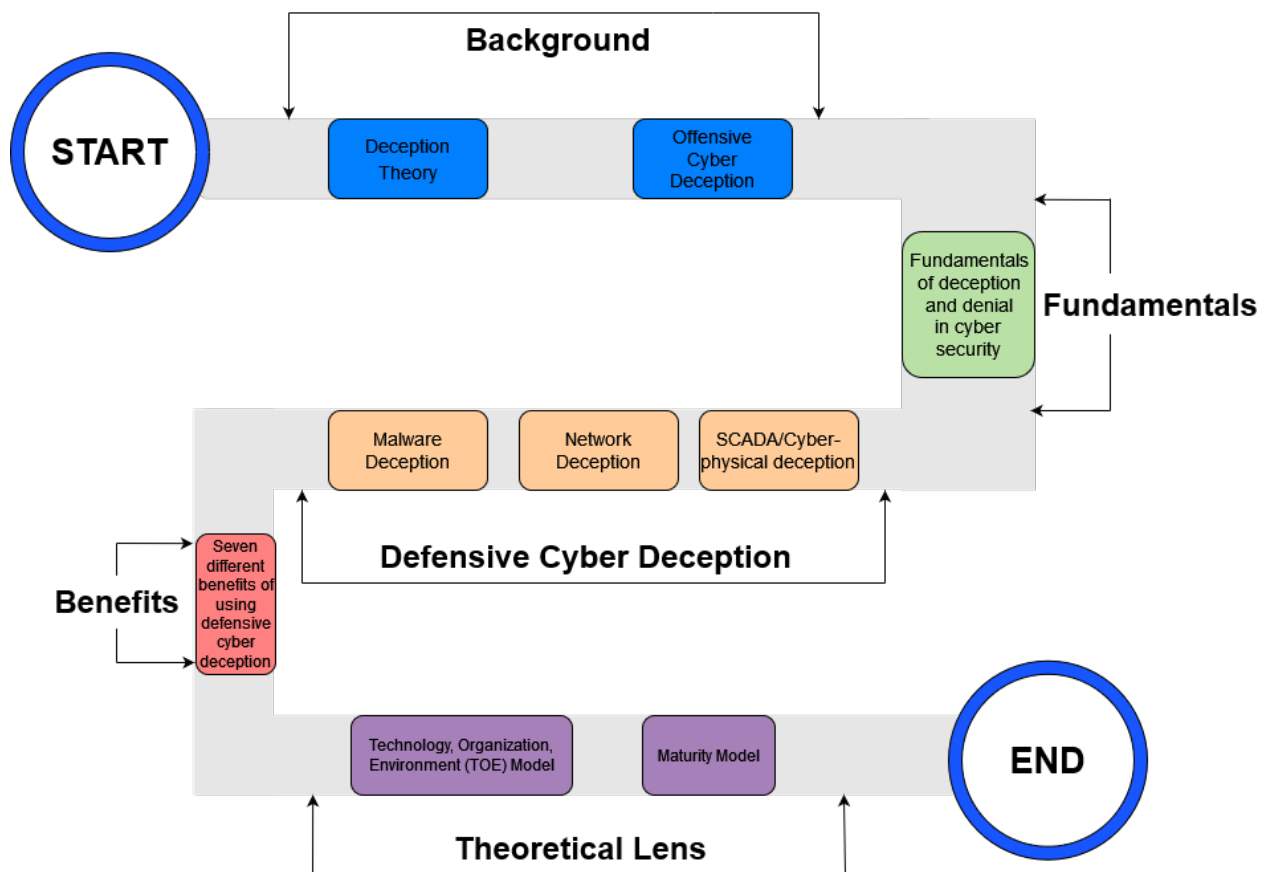 Background
START
Deception
Theory
Offensive
Cyber
Deception
Fundamentals
of deception
and denial
in cyber
security
Fundamentals
SCADA/Cyber-
physical deception
Network
Deception
Malware
Deception
Defensive Cyber Deception
Seven
different
benefits of
using
defensive
cyber
deception
Benefits
Technology, Organization,
Environment (TOE) Model
Maturity Model
END
Theoretical Lens